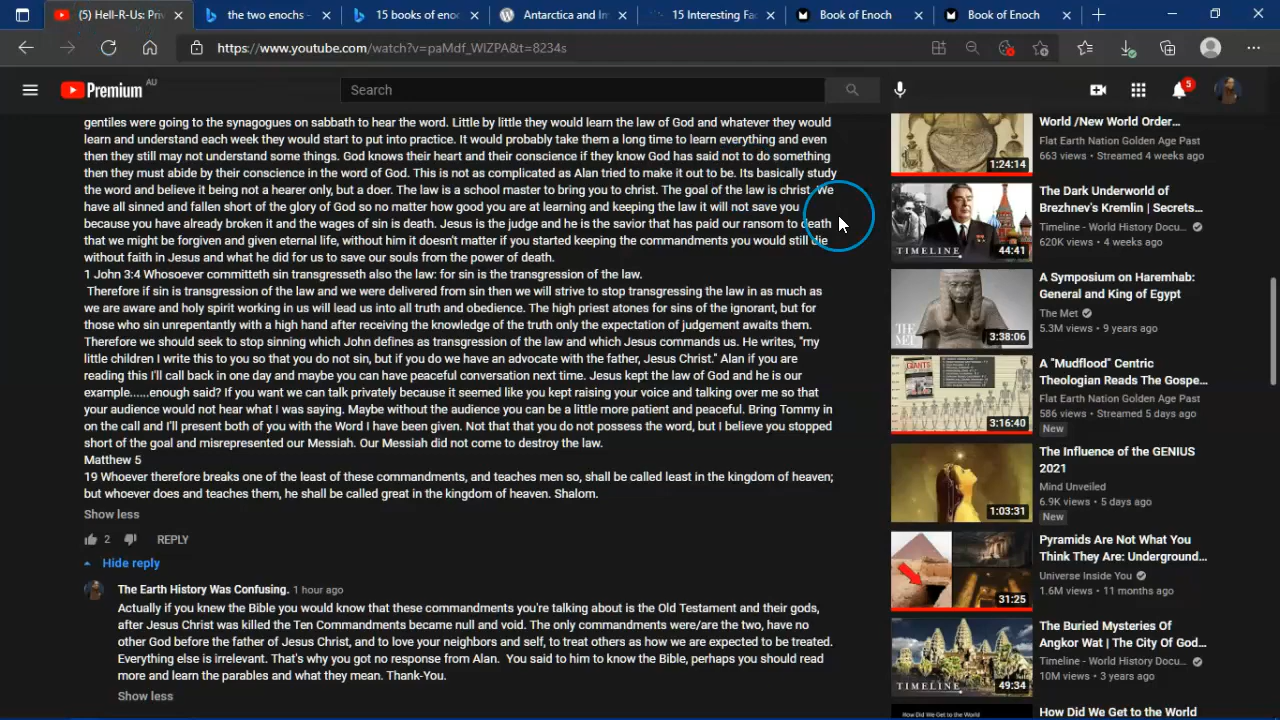 (5) Hell-R-Us: Priv
the two enochs -
15 books of enoc
Antarctica and Im
15 Interesting Fac
Book of Enoch
Book of Enoch
https://www.youtube.com/watch?v=paMdf_WIZPA&t=8234s
Premium AU
Search
5
gentiles were going to the synagogues on sabbath to hear the word. Little by little they would learn the law of God and whatever they would
learn and understand each week they would start to put into practice. It would probably take them a long time to learn everything and even
then they still may not understand some things. God knows their heart and their conscience if they know God has said not to do something
then they must abide by their conscience and the word of God. This is not as complicated as Alan tried to make it out to be. Its basically study
the word and believe it being not a hearer only, but a doer. The law is a school master to bring you to christ. The goal of the law is christ. We
have all sinned and fallen short of the glory of God so no matter how good you are at learning and keeping the law it will not save you
because you have already broken it and the wages of sin is death. Jesus is the judge and he is the savior that has paid our ransom to death
that we might be forgiven and given eternal life, without him it doesn't matter if you started keeping the commandments you would still die
without faith in Jesus and what he did for us to save our souls from the power of death.
1 John 3:4 Whosoever committeth sin transgresseth also the law: for sin is the transgression of the law.
Therefore if sin is transgression of the law and we were delivered from sin then we will strive to stop transgressing the law in as much as
we are aware and holy spirit working in us will lead us into all truth and obedience. The high priest atones for sins of the ignorant, but for
those who sin unrepentantly with a high hand after receiving the knowledge of the truth only the expectation of judgement awaits them.
Therefore we should seek to stop sinning which John defines as transgression of the law and which Jesus commands us. He writes, "my
little children I write this to you so that you do not sin, but if you do we have an advocate with the father, Jesus Christ." Alan if you are
reading this I'll call back next week and maybe we can have a peaceful conversation next time. Jesus kept the law of God and he is our
example......enough said? If you want we can talk privately because it seemed you kept raising your voice and talking over me so that
your audience would not hear what I was saying. Maybe without the audience you can be a little more patient and peaceful. Bring Tommy in
on the call and I'll present both of you with the Word I have been given. Not that that you do not possess the word, but I believe you stopped
short of the goal and misrepresented our Messiah. Our Messiah did not come to destroy the law.
Matthew 5
19 Whoever therefore breaks one of the least of these commandments, and teaches men so, shall be called least in the kingdom of heaven;
but whoever does and teaches them, he shall be called great in the kingdom of heaven. Shalom.
Show less
2 REPLY
Hide reply
The Earth History Was Confusing. 1 hour ago
Actually if you knew the Bible you would know that these commandments you're talking about is the Old Testament and their gods,
after Jesus Christ was killed the Ten Commandments became null and void. The only commandments were/are the two, have no
other God before the father of Jesus Christ, and to love your neighbors and self, to treat others as how we are expected to be treated.
Everything else is irrelevant. That's why you got no response from Alan. You said to him to know the Bible, perhaps you should read
more and learn the parables and what they mean. Thank-You.
Show less
World /New World Order...
Flat Earth Nation Golden Age Past
663 views • Streamed 4 weeks ago
1:24:14
The Dark Underworld of
Brezhnev's Kremlin | Secrets...
Timeline - World History Docu...
620K views • 4 weeks ago
TIMELINE
44:41
A Symposium on Haremhab:
General and King of Egypt
The Met
5.3M views • 9 years ago
THE
MET
3:38:06
A "Mudflood" Centric
Theologian Reads The Gospe...
Flat Earth Nation Golden Age Past
586 views • Streamed 5 days ago
New
GIANTS
3:16:40
The Influence of the GENIUS
2021
Mind Unveiled
6.9K views • 5 days ago
New
1:03:31
Pyramids Are Not What You
Think They Are: Underground...
Universe Inside You
1.6M views • 11 months ago
31:25
The Buried Mysteries Of
Angkor Wat | The City Of God...
Timeline - World History Docu...
10M views • 3 years ago
TIMELINE
49:34
How Did We Get to the World
How Did We Get to the World